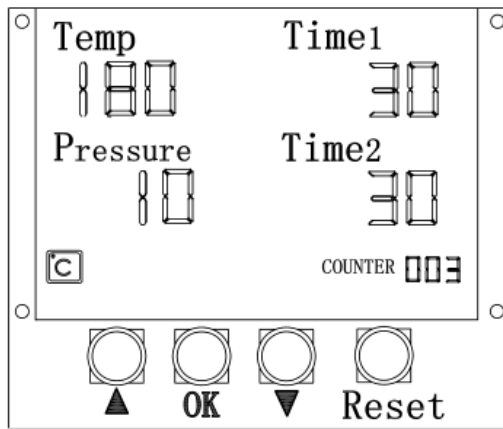 Temp Time1
180 30
Pressure Time2
10 30
°C COUNTER 003
▲ OK ▼ Reset